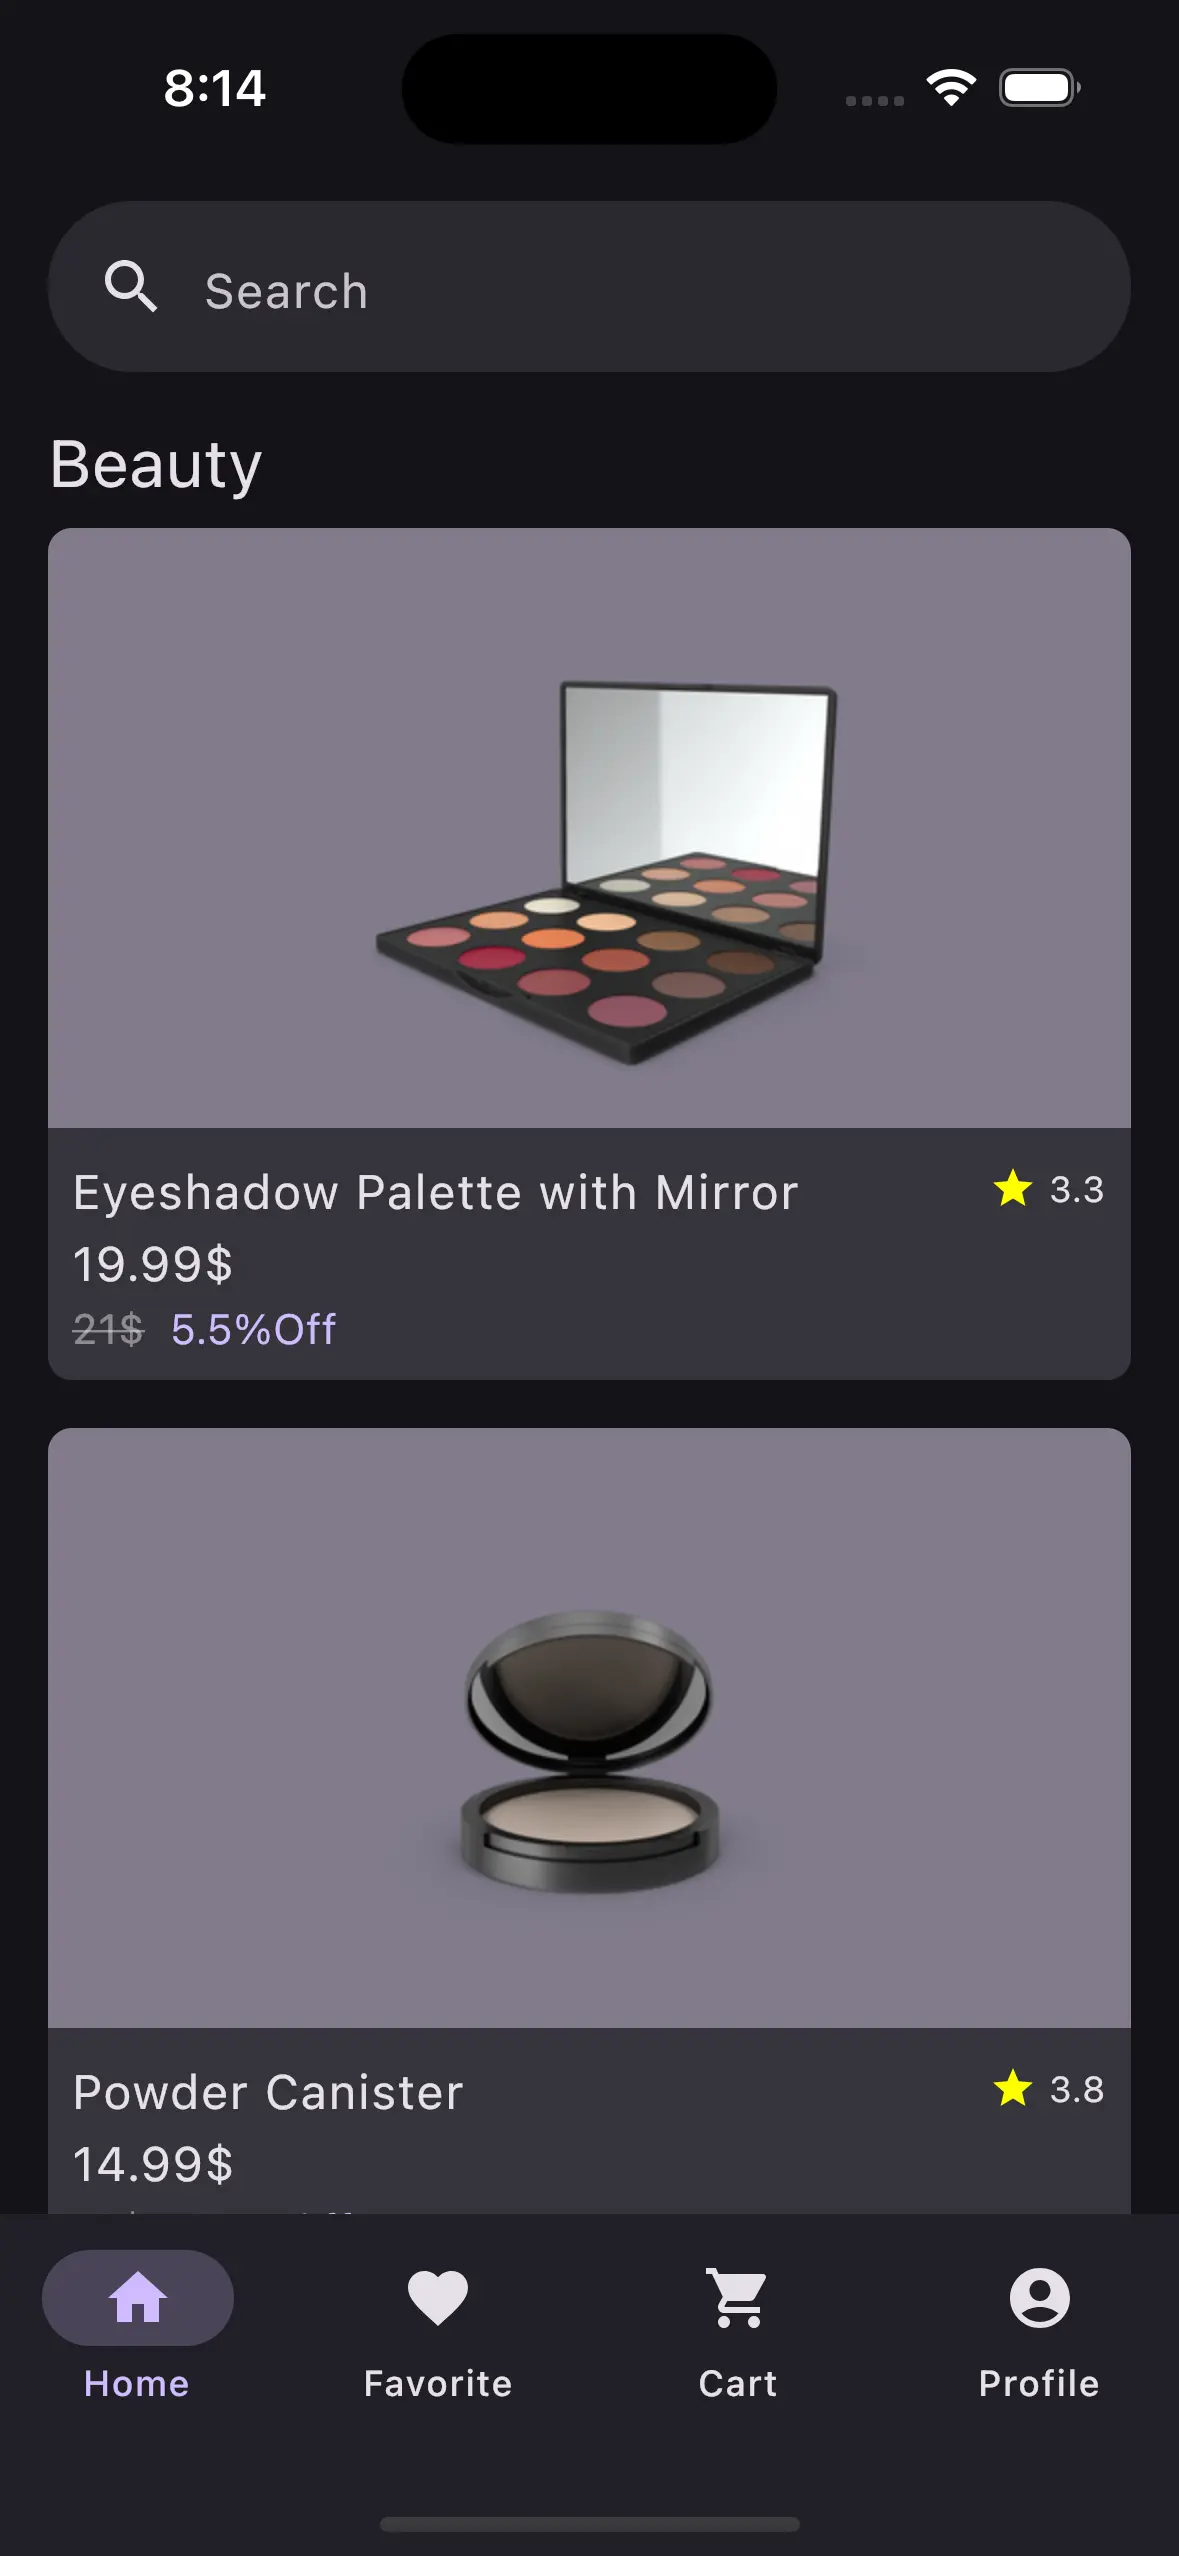 8:14
Search
Beauty
Eyeshadow Palette with Mirror 3.3
19.99$
21$ 5.5%Off
Powder Canister 3.8
14.99$
Home Favorite Cart Profile